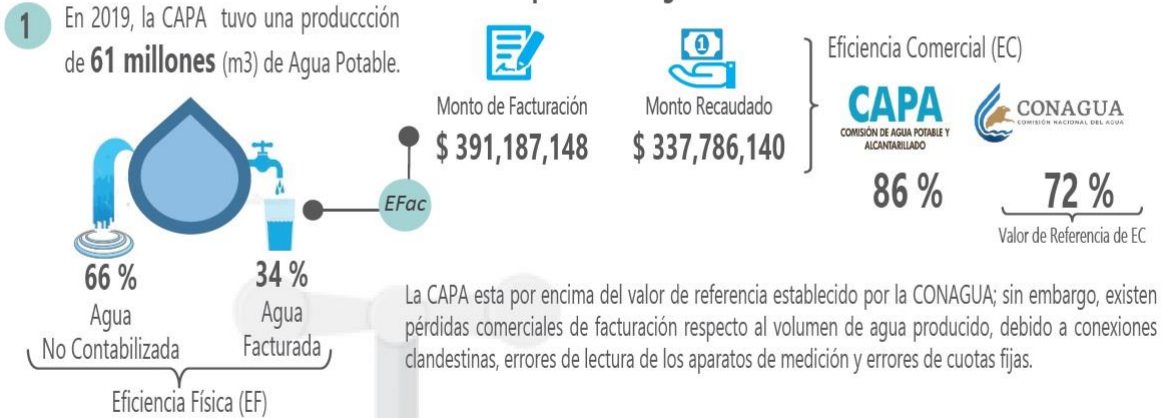 1
En 2019, la CAPA tuvo una produccción
de 61 millones (m3) de Agua Potable.
66 %
Agua
No Contabilizada
34 %
Agua
Facturada
Eficiencia Física (EF)
EFac
Monto de Facturación
$ 391,187,148
Monto Recaudado
$ 337,786,140
1
Eficiencia Comercial (EC)
CAPA
COMISIÓN DE AGUA POTABLE Y
ALCANTARILLADO
86 %
CONAGUA
COMISIÓN NACIONAL DEL AGUA
72 %
Valor de Referencia de EC
La CAPA esta por encima del valor de referencia establecido por la CONAGUA; sin embargo, existen
pérdidas comerciales de facturación respecto al volumen de agua producido, debido a conexiones
clandestinas, errores de lectura de los aparatos de medición y errores de cuotas fijas.